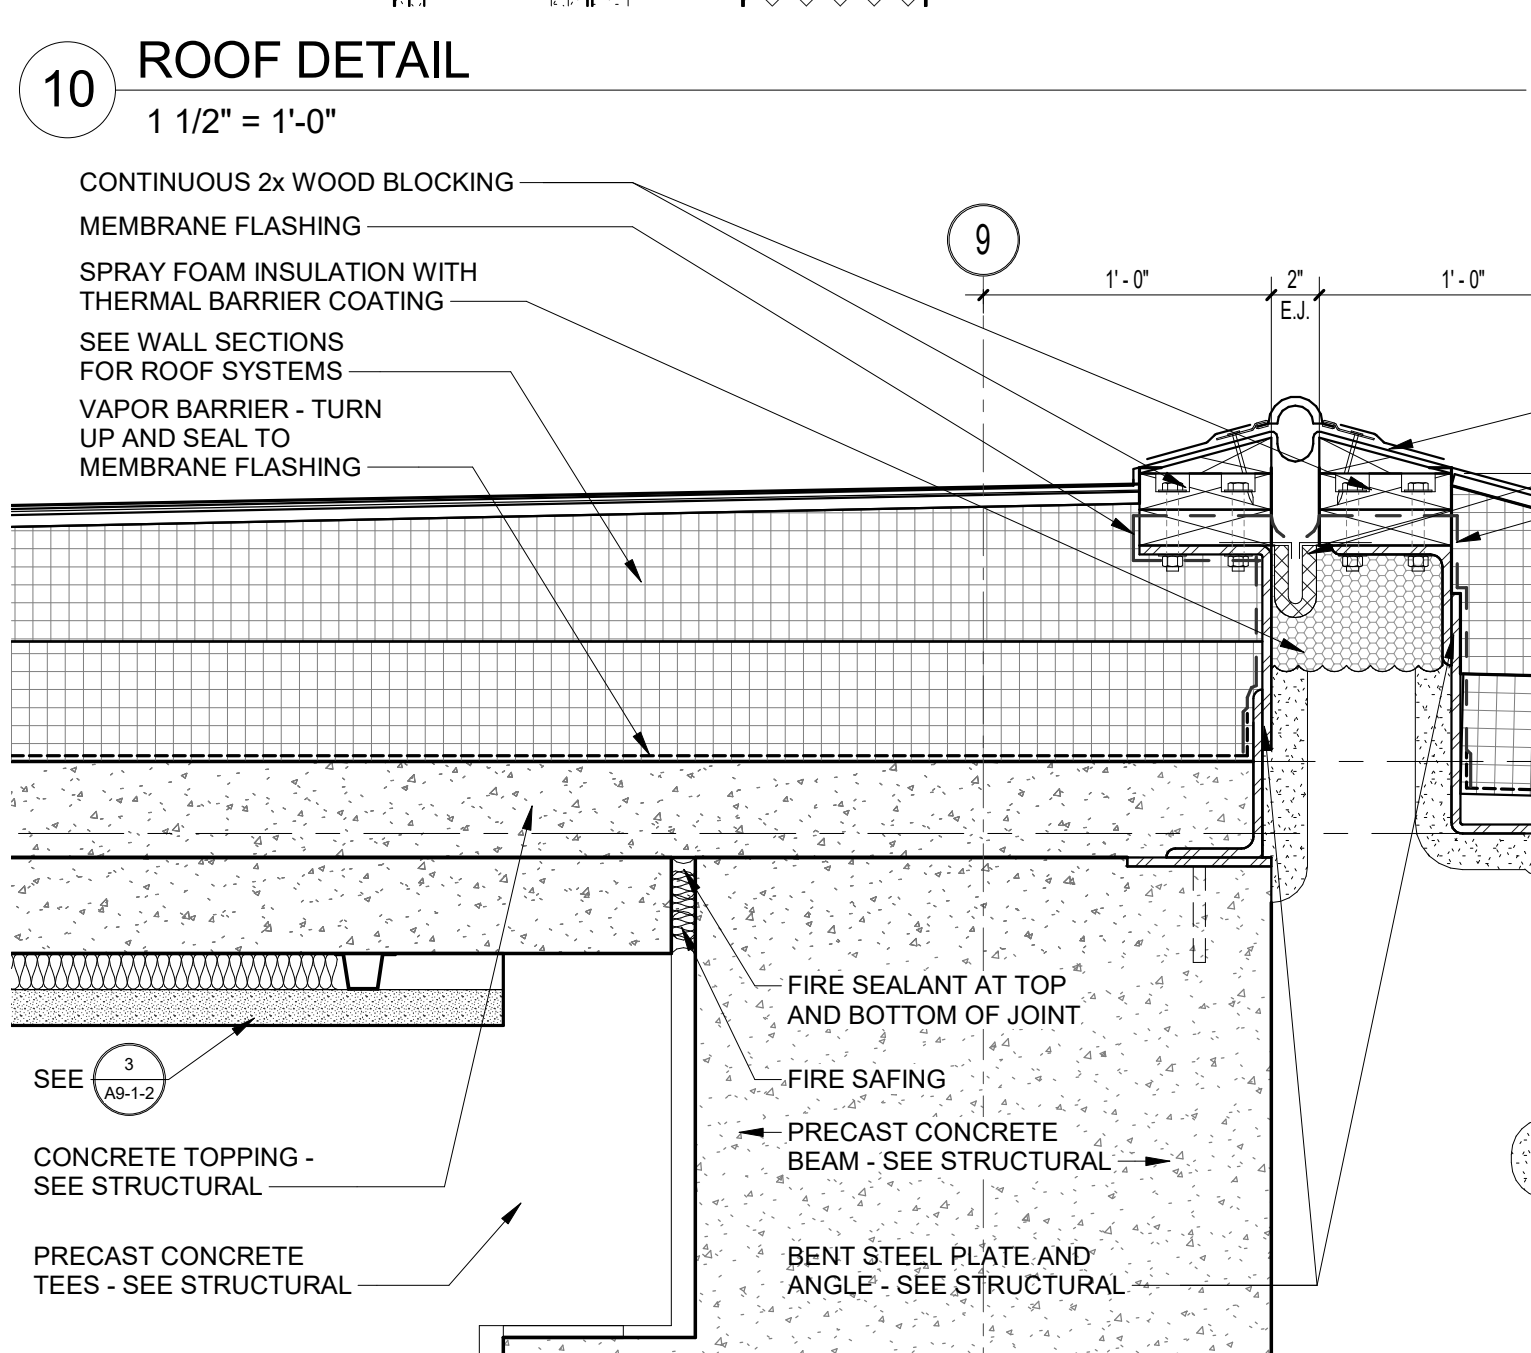 10
ROOF DETAIL
1 1/2" = 1'-0"
CONTINUOUS 2x WOOD BLOCKING
MEMBRANE FLASHING
SPRAY FOAM INSULATION WITH
THERMAL BARRIER COATING
SEE WALL SECTIONS
FOR ROOF SYSTEMS
VAPOR BARRIER - TURN
UP AND SEAL TO
MEMBRANE FLASHING
9
1' - 0"
2"
1' - 0"
E.J.
FIRE SEALANT AT TOP
AND BOTTOM OF JOINT
SEE
3
A9-1-2
FIRE SAFING
CONCRETE TOPPING -
SEE STRUCTURAL
PRECAST CONCRETE
BEAM - SEE STRUCTURAL
PRECAST CONCRETE
TEES - SEE STRUCTURAL
BENT STEEL PLATE AND
ANGLE - SEE STRUCTURAL